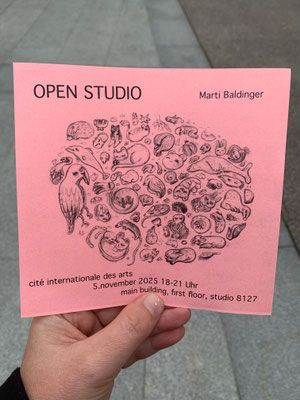 OPEN STUDIO Marti Baldinger
cité internationale des arts
5.november 2025 18-21 Uhr
main building, first floor, studio 8127